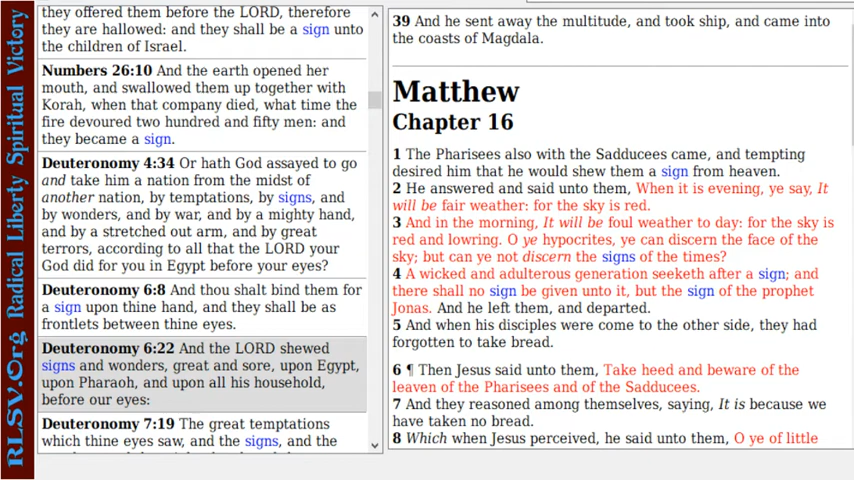 RLSV.Org Radical Liberty Spiritual Victory
they offered them before the LORD, therefore
they are hallowed: and they shall be a sign unto
the children of Israel.
Numbers 26:10 And the earth opened her
mouth, and swallowed them up together with
Korah, when that company died, what time the
fire devoured two hundred and fifty men: and
they became a sign.
Deuteronomy 4:34 Or hath God assayed to go
and take him a nation from the midst of
another nation, by temptations, by signs, and
by wonders, and by war, and by a mighty hand,
and by a stretched out arm, and by great
terrors, according to all that the LORD your
God did for you in Egypt before your eyes?
Deuteronomy 6:8 And thou shalt bind them for
a sign upon thine hand, and they shall be as
frontlets between thine eyes.
Deuteronomy 6:22 And the LORD shewed
signs and wonders, great and sore, upon Egypt,
upon Pharaoh, and upon all his household,
before our eyes:
Deuteronomy 7:19 The great temptations
which thine eyes saw, and the signs, and the
39 And he sent away the multitude, and took ship, and came into
the coasts of Magdala.
Matthew
Chapter 16
1 The Pharisees also with the Sadducees came, and tempting
desired him that he would shew them a sign from heaven.
2 He answered and said unto them, When it is evening, ye say, It
will be fair weather: for the sky is red.
3 And in the morning, It will be foul weather to day: for the sky is
red and lowring. O ye hypocrites, ye can discern the face of the
sky; but can ye not discern the signs of the times?
4 A wicked and adulterous generation seeketh after a sign; and
there shall no sign be given unto it, but the sign of the prophet
Jonas. And he left them, and departed.
5 And when his disciples were come to the other side, they had
forgotten to take bread.
6 ¶ Then Jesus said unto them, Take heed and beware of the
leaven of the Pharisees and of the Sadducees.
7 And they reasoned among themselves, saying, It is because we
have taken no bread.
8 Which when Jesus perceived, he said unto them, O ye of little